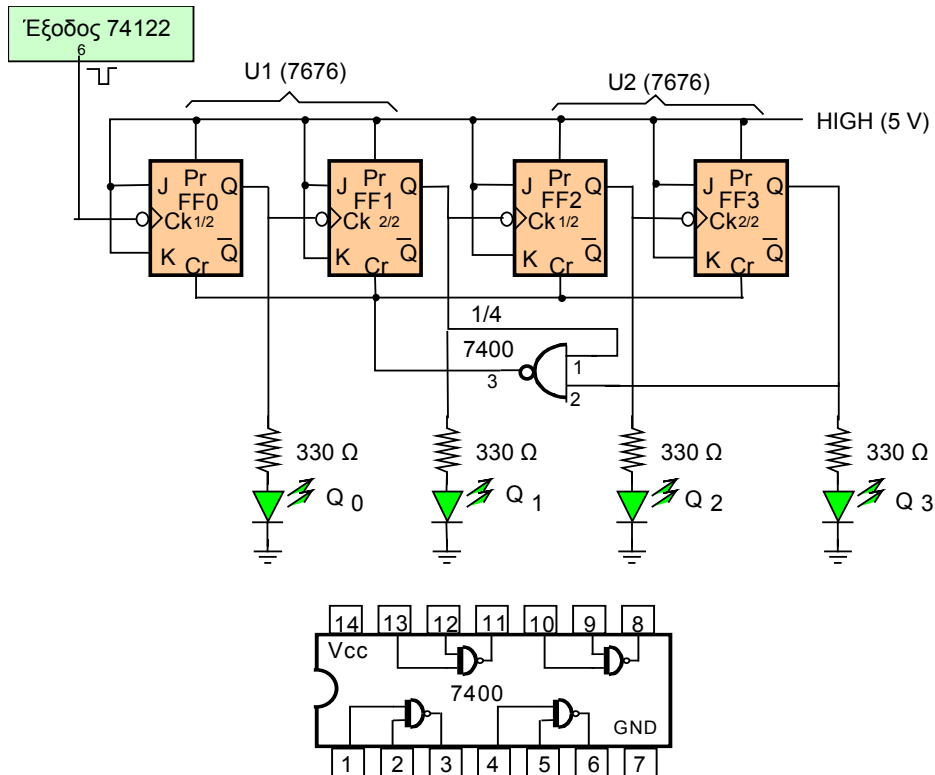 Έξοδος 74122
6
U1 (7676)
U2 (7676)
HIGH (5 V)
J Pr Q
FF0
Ck 1/2
K Cr Q
J Pr Q
FF1
Ck 2/2
K Cr Q
J Pr Q
FF2
Ck 1/2
K Cr Q
J Pr Q
FF3
Ck 2/2
K Cr Q
1/4
7400
3
1
2
330 Ω
330 Ω
330 Ω
330 Ω
Q 0
Q 1
Q 2
Q 3
14 13 12 11 10 9 8
Vcc
7400
GND
1 2 3 4 5 6 7